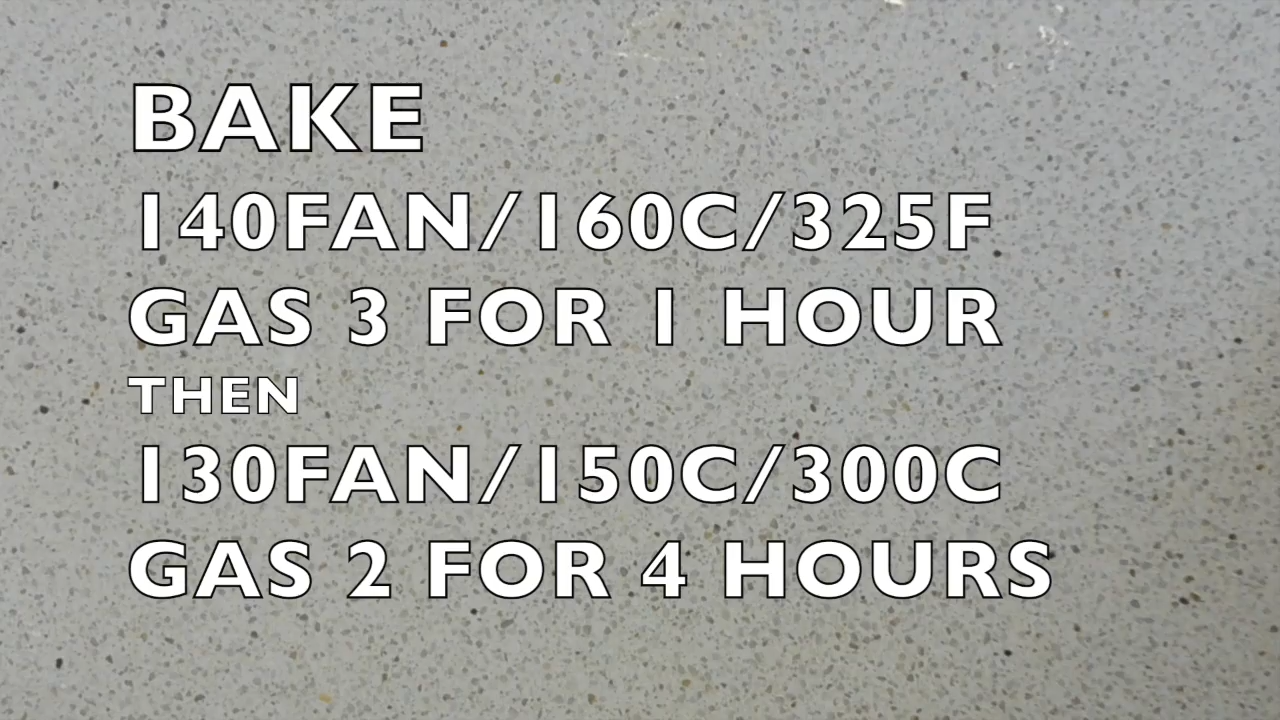 BAKE
140FAN/160C/325F
GAS 3 FOR 1 HOUR
THEN
130FAN/150C/300C
GAS 2 FOR 4 HOURS